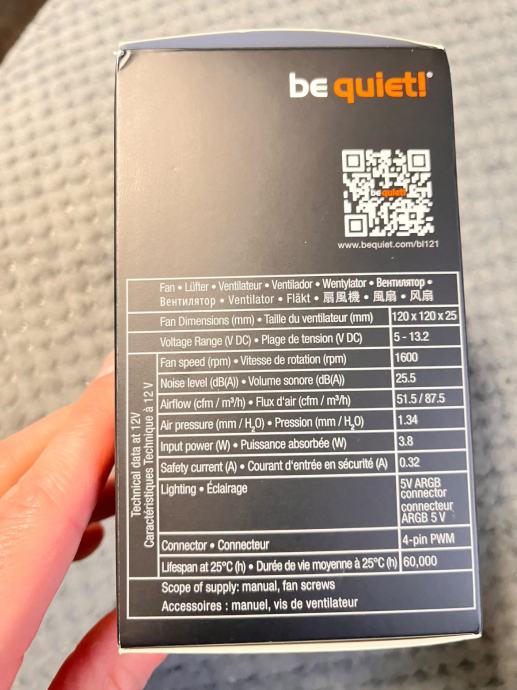 be quiet!®
be quiet!
www.bequiet.com/bl121
Fan • Lüfter • Ventilateur • Ventilador • Wentylator • Вентилятор •
Вентилятор • Ventilator • Fläkt • 扇風機 • 風扇 • 风扇
Fan Dimensions (mm) • Taille du ventilateur (mm) 120 x 120 x 25
Voltage Range (V DC) • Plage de tension (V DC) 5 - 13.2
Technical data at 12V
Caractéristiques Technique à 12 V
Fan speed (rpm) • Vitesse de rotation (rpm) 1600
Noise level (dB(A)) • Volume sonore (dB(A)) 25.5
Airflow (cfm / m³/h) • Flux d'air (cfm / m³/h) 51.5 / 87.5
Air pressure (mm / H₂O) • Pression (mm / H₂O) 1.34
Input power (W) • Puissance absorbée (W) 3.8
Safety current (A) • Courant d'entrée en sécurité (A) 0.32
Lighting • Éclairage 5V ARGB
connector
connecteur
ARGB 5 V
Connector • Connecteur 4-pin PWM
Lifespan at 25°C (h) • Durée de vie moyenne à 25°C (h) 60,000
Scope of supply: manual, fan screws
Accessoires : manuel, vis de ventilateur